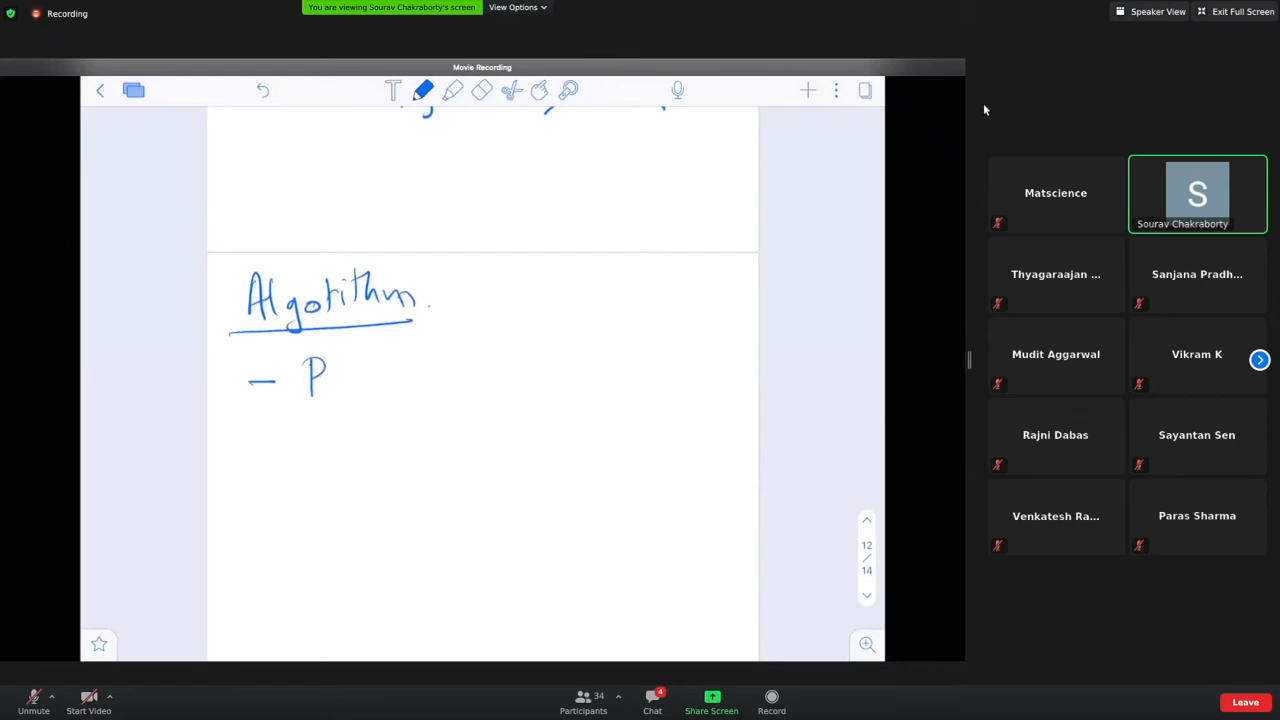 Recording
You are viewing Sourav Chakraborty's screen
View Options
Speaker View
Exit Full Screen
Movie Recording
T
Algorithm.
- P
12
/
14
Matscience
S
Sourav Chakraborty
Thyagaraajan ...
Sanjana Pradh...
Mudit Aggarwal
Vikram K
Rajni Dabas
Sayantan Sen
Venkatesh Ra...
Paras Sharma
Unmute
Start Video
34
Participants
4
Chat
Share Screen
Record
Leave